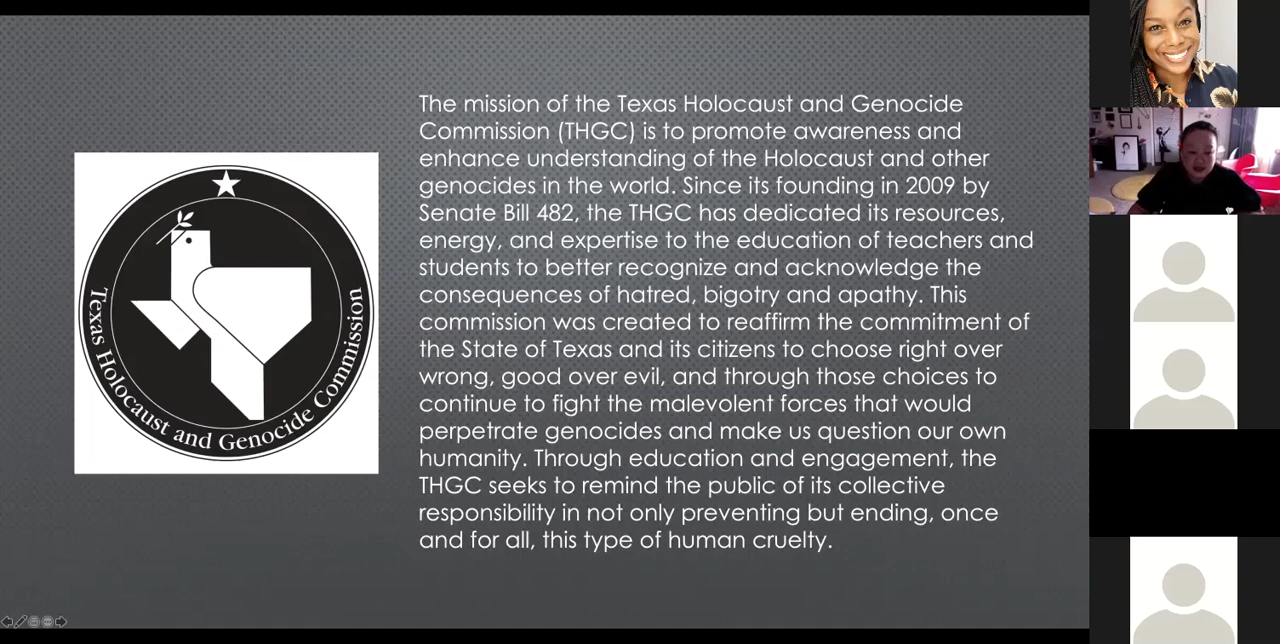 The mission of the Texas Holocaust and Genocide
Commission (THGC) is to promote awareness and
enhance understanding of the Holocaust and other
genocides in the world. Since its founding in 2009 by
Senate Bill 482, the THGC has dedicated its resources,
energy, and expertise to the education of teachers and
students to better recognize and acknowledge the
consequences of hatred, bigotry and apathy. This
commission was created to reaffirm the commitment of
the State of Texas and its citizens to choose right over
wrong, good over evil, and through those choices to
continue to fight the malevolent forces that would
perpetrate genocides and make us question our own
humanity. Through education and engagement, the
THGC seeks to remind the public of its collective
responsibility in not only preventing but ending, once
and for all, this type of human cruelty.
Texas Holocaust and Genocide Commission